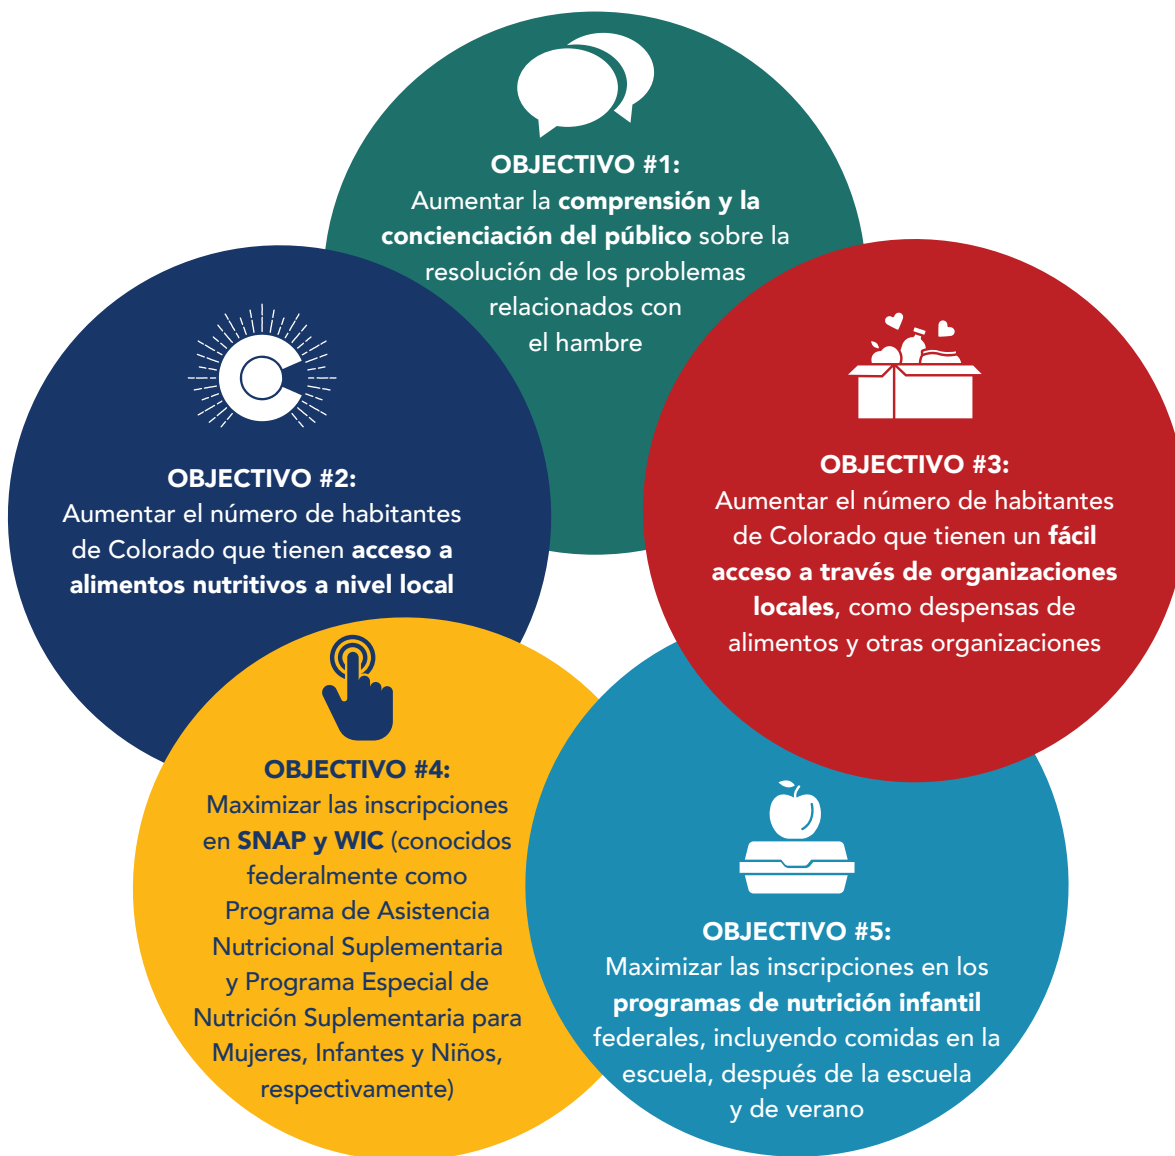 OBJECTIVO #1:
Aumentar la comprensión y la
concienciación del público sobre la
resolución de los problemas
relacionados con
el hambre
OBJECTIVO #2:
Aumentar el número de habitantes
de Colorado que tienen acceso a
alimentos nutritivos a nivel local
OBJECTIVO #3:
Aumentar el número de habitantes
de Colorado que tienen un fácil
acceso a través de organizaciones
locales, como despensas de
alimentos y otras organizaciones
OBJECTIVO #4:
Maximizar las inscripciones
en SNAP y WIC (conocidos
federalmente como
Programa de Asistencia
Nutricional Suplementaria
y Programa Especial de
Nutrición Suplementaria para
Mujeres, Infantes y Niños,
respectivamente)
OBJECTIVO #5:
Maximizar las inscripciones en los
programas de nutrición infantil
federales, incluyendo comidas en la
escuela, después de la escuela
y de verano